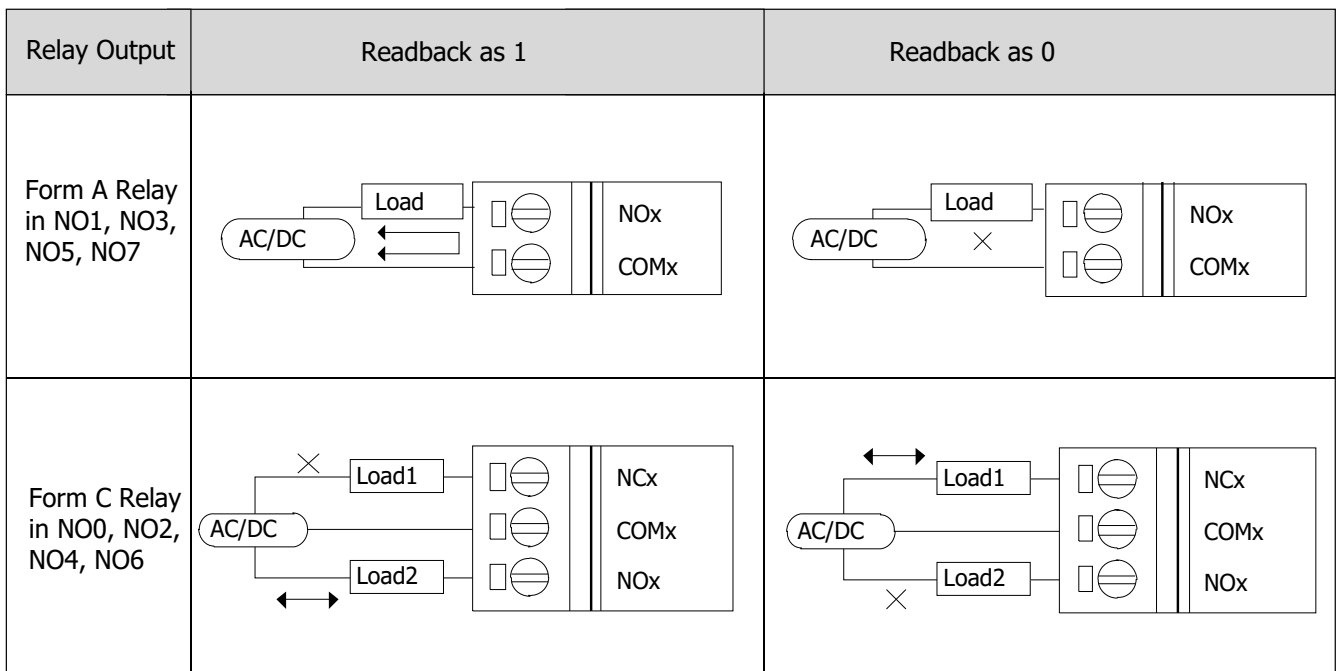 Relay Output
Readback as 1
Readback as 0
Form A Relay
in NO1, NO3,
NO5, NO7
AC/DC
Load
NOx
COMx
AC/DC
Load
NOx
COMx
Form C Relay
in NO0, NO2,
NO4, NO6
AC/DC
Load1
Load2
NCx
COMx
NOx
AC/DC
Load1
Load2
NCx
COMx
NOx